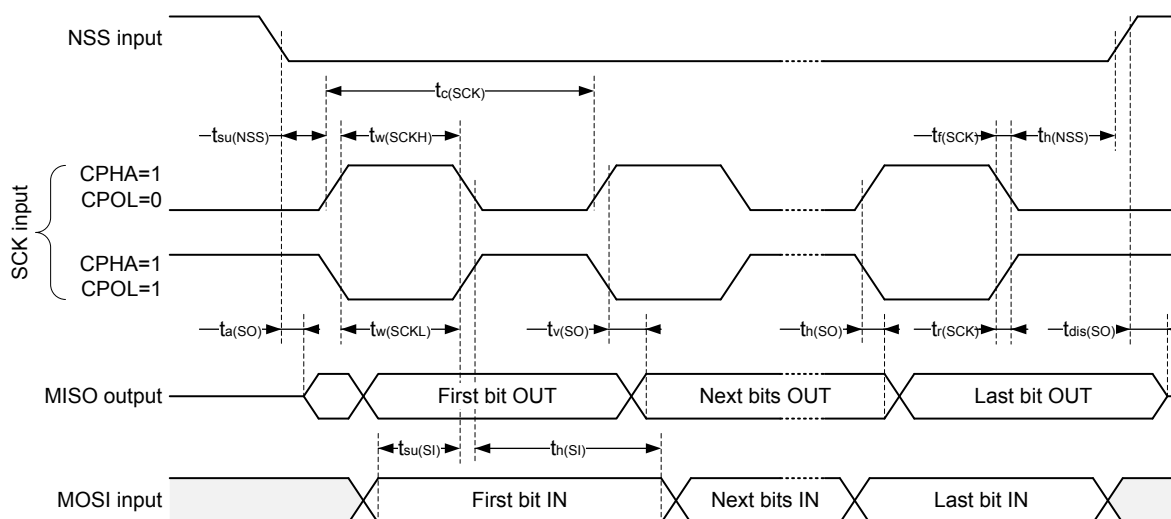 NSS input
tc(SCK)
tsu(NSS)
tw(SCKH)
tf(SCK)
th(NSS)
SCK input
CPHA=1
CPOL=0
CPHA=1
CPOL=1
ta(SO)
tw(SCKL)
tv(SO)
th(SO)
tr(SCK)
tdis(SO)
MISO output
First bit OUT
Next bits OUT
Last bit OUT
tsu(SI)
th(SI)
MOSI input
First bit IN
Next bits IN
Last bit IN